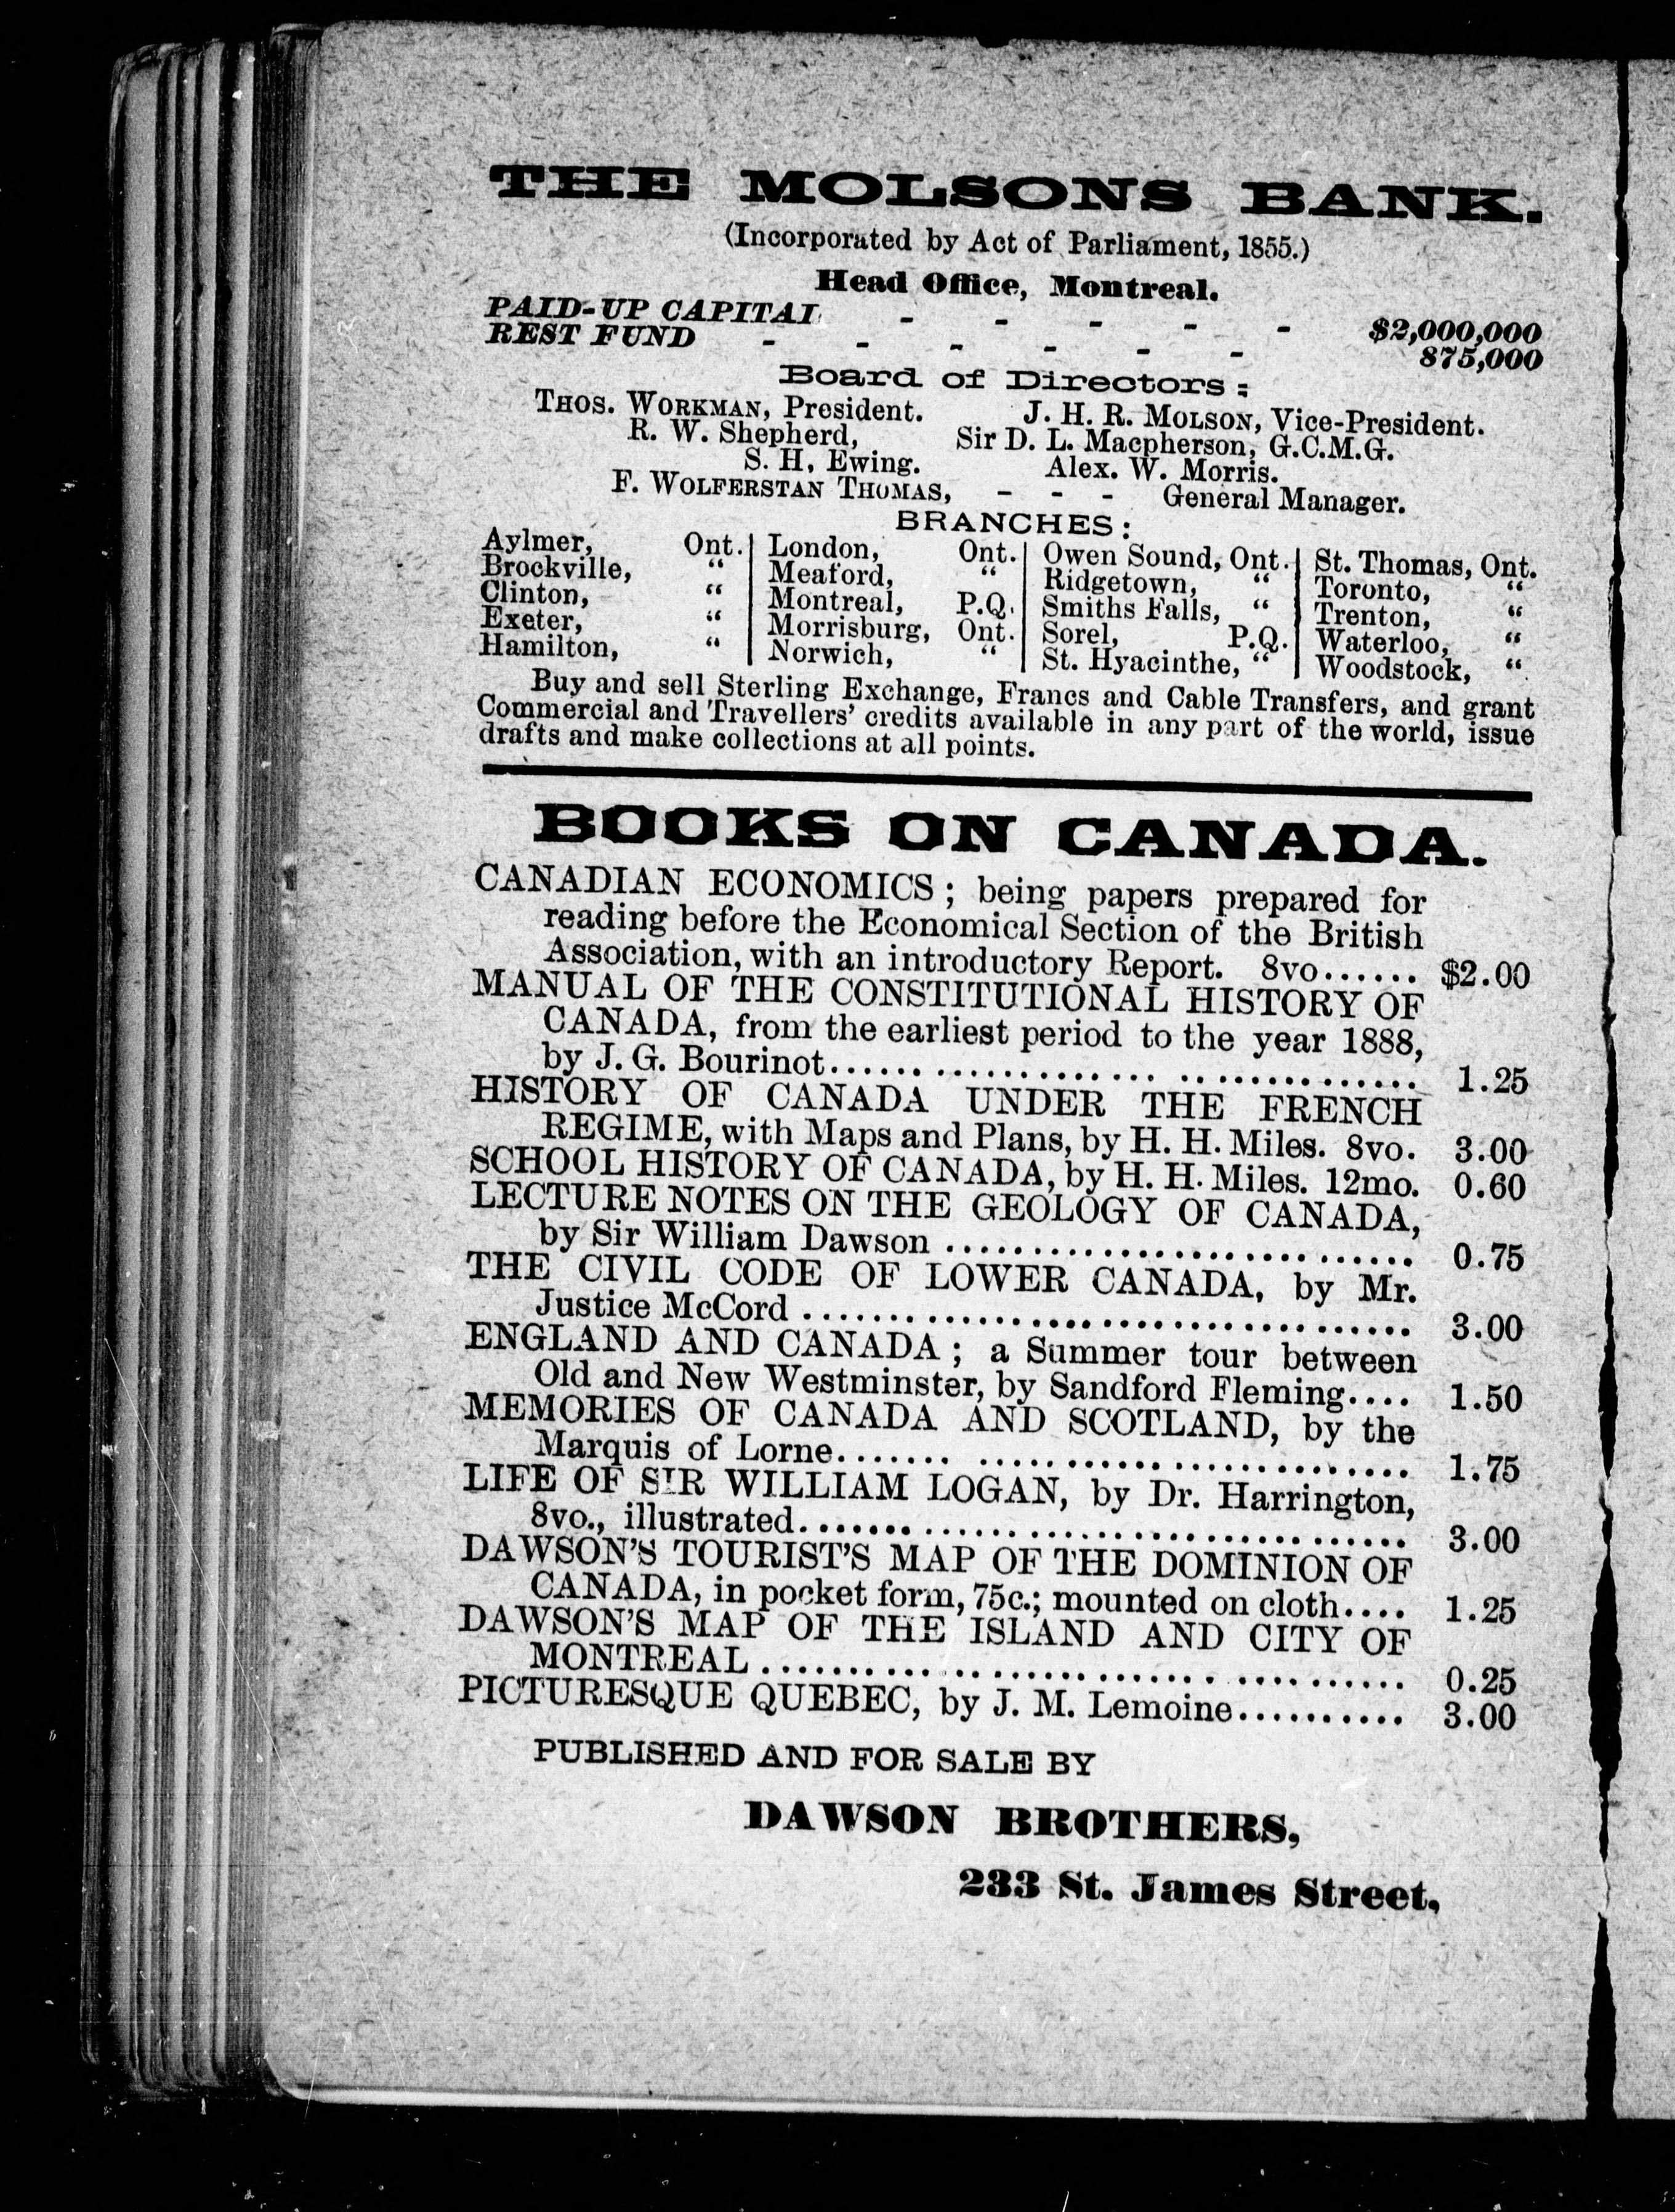 THE MOLSONS BANK.
(Incorporated by Act of Parliament, 1855.)
Head Office, Montreal.
PAID-UP CAPITAL - - - - - $2,000,000
REST FUND - - - - - - 875,000
Board of Directors:
THOS. WORKMAN, President. J. H. R. MOLSON, Vice-President.
R. W. Shepherd, Sir D. L. Macpherson, G.C.M.G.
S. H, Ewing. Alex. W. Morris.
F. WOLFERSTAN THOMAS, - - - General Manager.
BRANCHES:
Aylmer, Ont. | London, Ont. | Owen Sound, Ont. | St. Thomas, Ont.
Brockville, “ | Meaford, “ | Ridgetown, “ | Toronto, “
Clinton, “ | Montreal, P.Q. | Smiths Falls, “ | Trenton, “
Exeter, “ | Morrisburg, Ont. | Sorel, P.Q. | Waterloo, “
Hamilton, “ | Norwich, “ | St. Hyacinthe, “ | Woodstock, “
Buy and sell Sterling Exchange, Francs and Cable Transfers, and grant
Commercial and Travellers’ credits available in any part of the world, issue
drafts and make collections at all points.
BOOKS ON CANADA.
CANADIAN ECONOMICS; being papers prepared for
reading before the Economical Section of the British
Association, with an introductory Report. 8vo...... $2.00
MANUAL OF THE CONSTITUTIONAL HISTORY OF
CANADA, from the earliest period to the year 1888,
by J. G. Bourinot........................................ 1.25
HISTORY OF CANADA UNDER THE FRENCH
REGIME, with Maps and Plans, by H. H. Miles. 8vo. 3.00
SCHOOL HISTORY OF CANADA, by H. H. Miles. 12mo. 0.60
LECTURE NOTES ON THE GEOLOGY OF CANADA,
by Sir William Dawson ............................ 0.75
THE CIVIL CODE OF LOWER CANADA, by Mr.
Justice McCord .................................... 3.00
ENGLAND AND CANADA; a Summer tour between
Old and New Westminster, by Sandford Fleming.... 1.50
MEMORIES OF CANADA AND SCOTLAND, by the
Marquis of Lorne.................................. 1.75
LIFE OF SIR WILLIAM LOGAN, by Dr. Harrington,
8vo., illustrated.................................... 3.00
DAWSON’S TOURIST’S MAP OF THE DOMINION OF
CANADA, in pocket form, 75c.; mounted on cloth.... 1.25
DAWSON’S MAP OF THE ISLAND AND CITY OF
MONTREAL ...................................... 0.25
PICTURESQUE QUEBEC, by J. M. Lemoine.......... 3.00
PUBLISHED AND FOR SALE BY
DAWSON BROTHERS,
233 St. James Street,